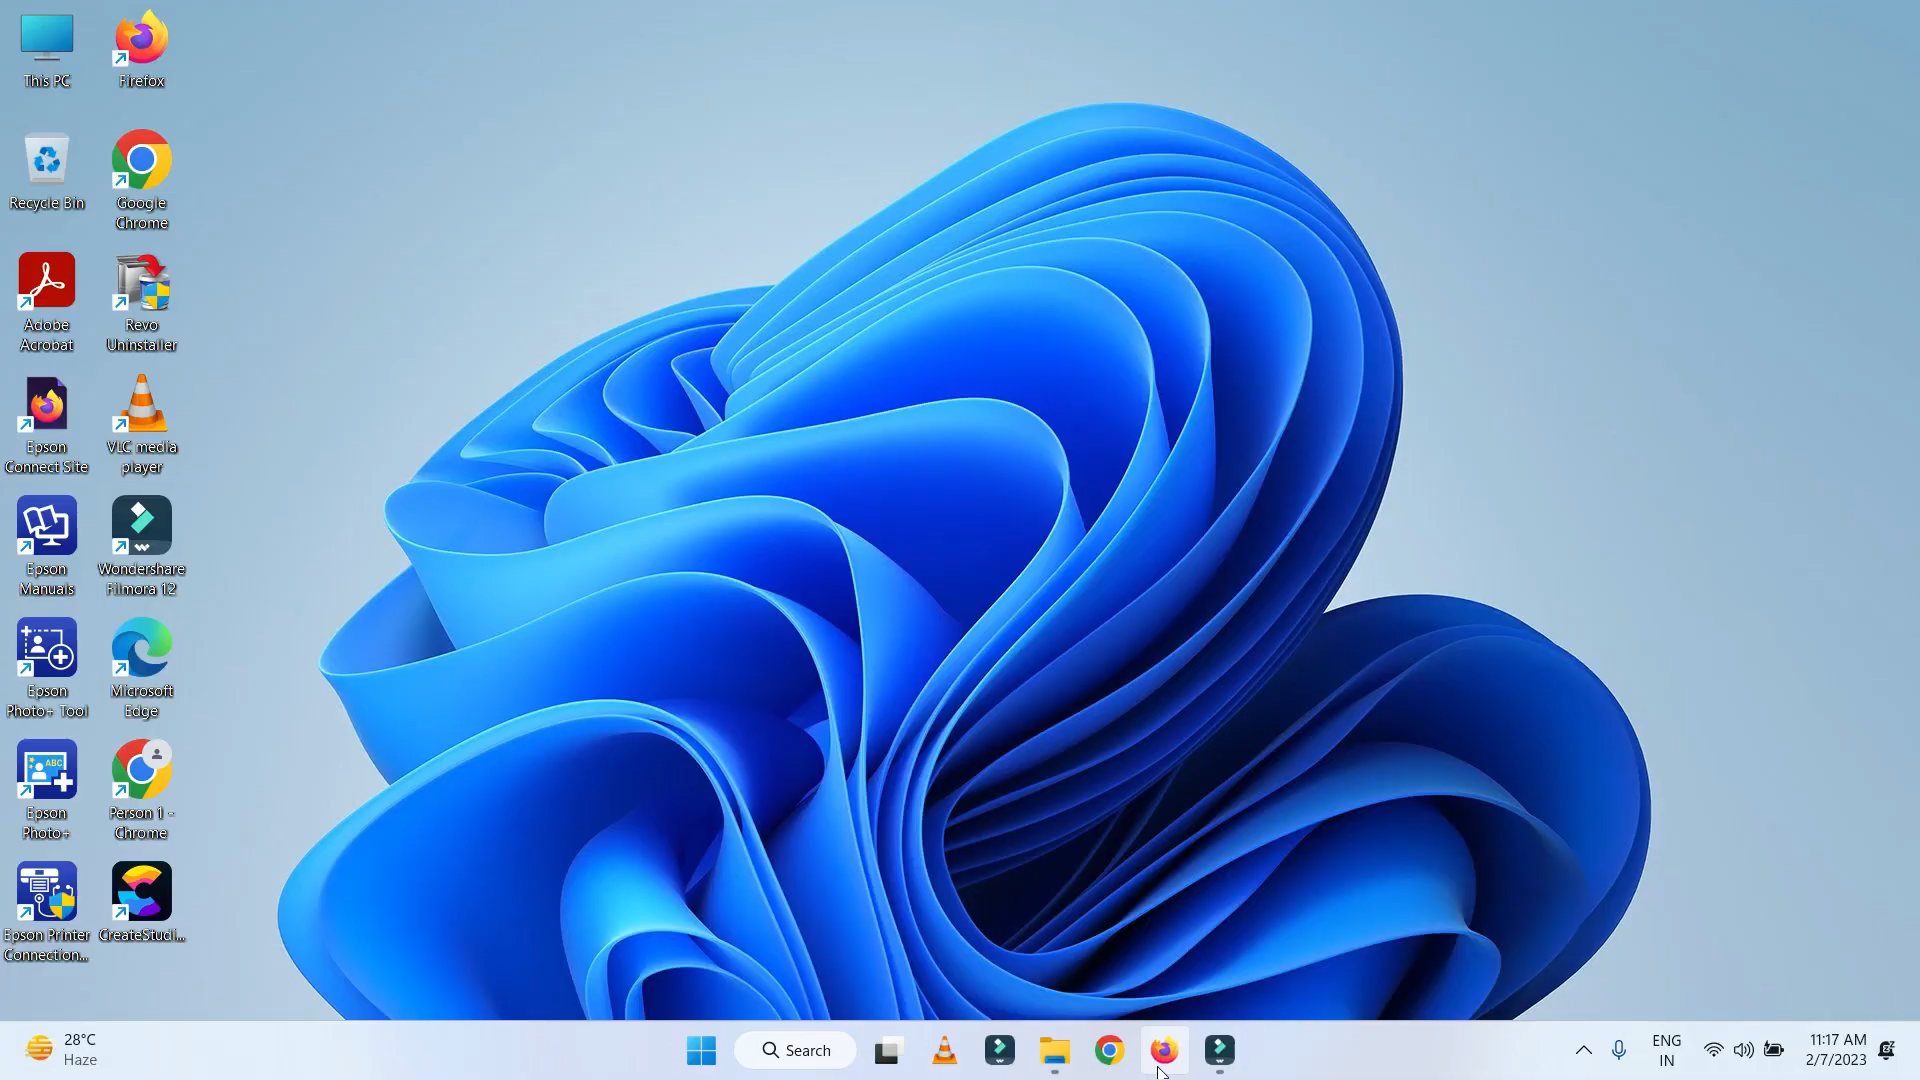 This PC
Firefox
Recycle Bin
Google
Chrome
Adobe
Acrobat
Revo
Uninstaller
Epson
Connect Site
VLC media
player
Epson
Manuals
Wondershare
Filmora 12
Epson
Photo+ Tool
Microsoft
Edge
ABC
Epson
Photo+
Person 1 -
Chrome
Epson Printer
Connection...
CreateStudi...
28°C
Haze
Search
ENG
IN
11:17 AM
2/7/2023